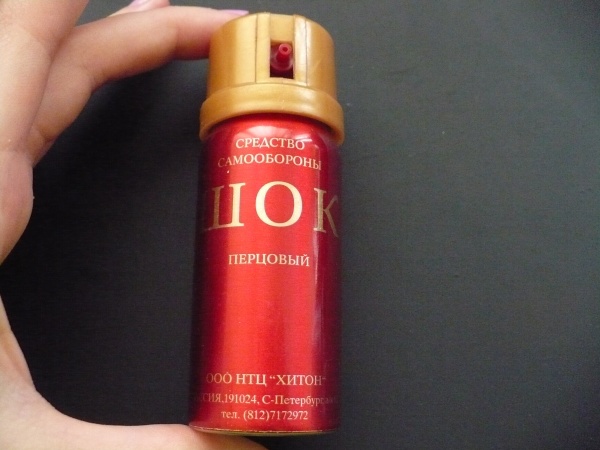 СРЕДСТВО
САМООБОРОНЫ
ШОК
ПЕРЦОВЫЙ
ООО НТЦ "ХИТОН"
191024, С-Петербург
тел. (812)7172972